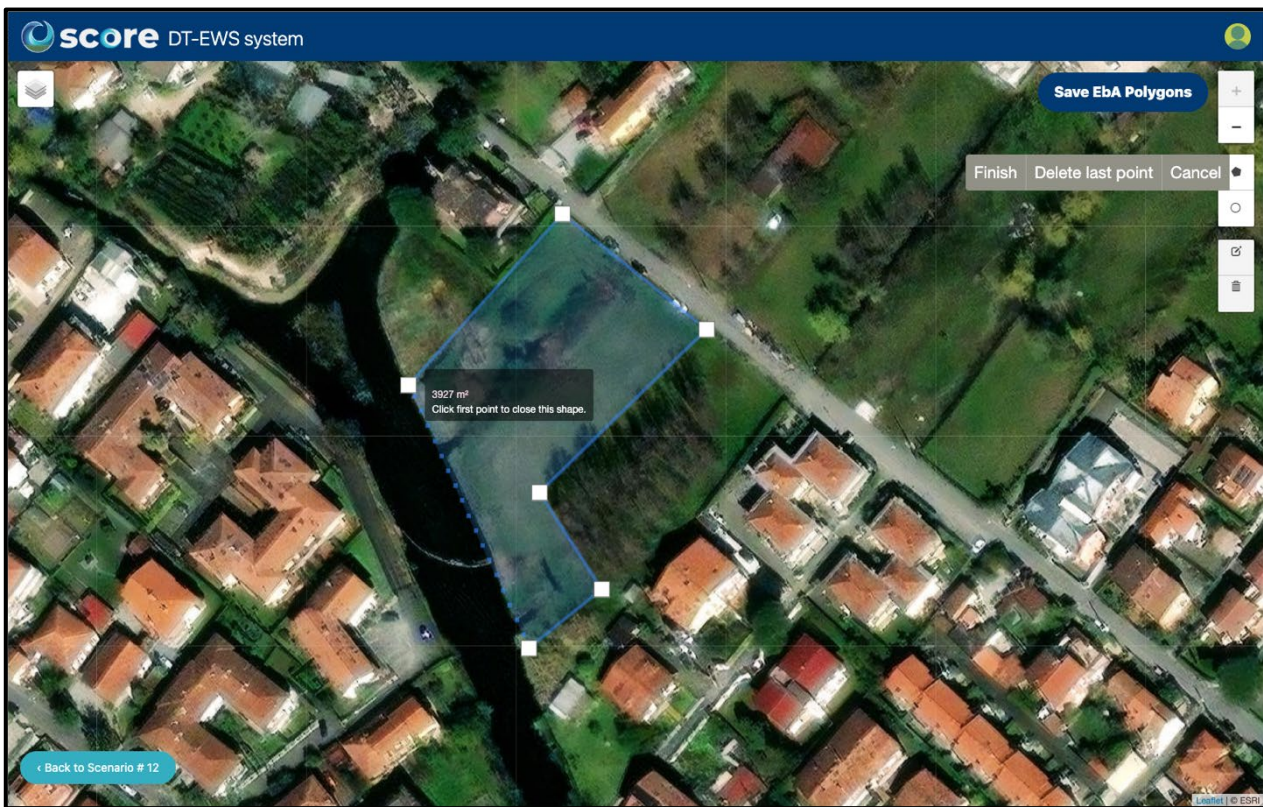 score DT-EWS system
Save EbA Polygons
+
-
Finish Delete last point Cancel
3927 m²
Click first point to close this shape.
‹ Back to Scenario # 12
Leaflet | © ESRI